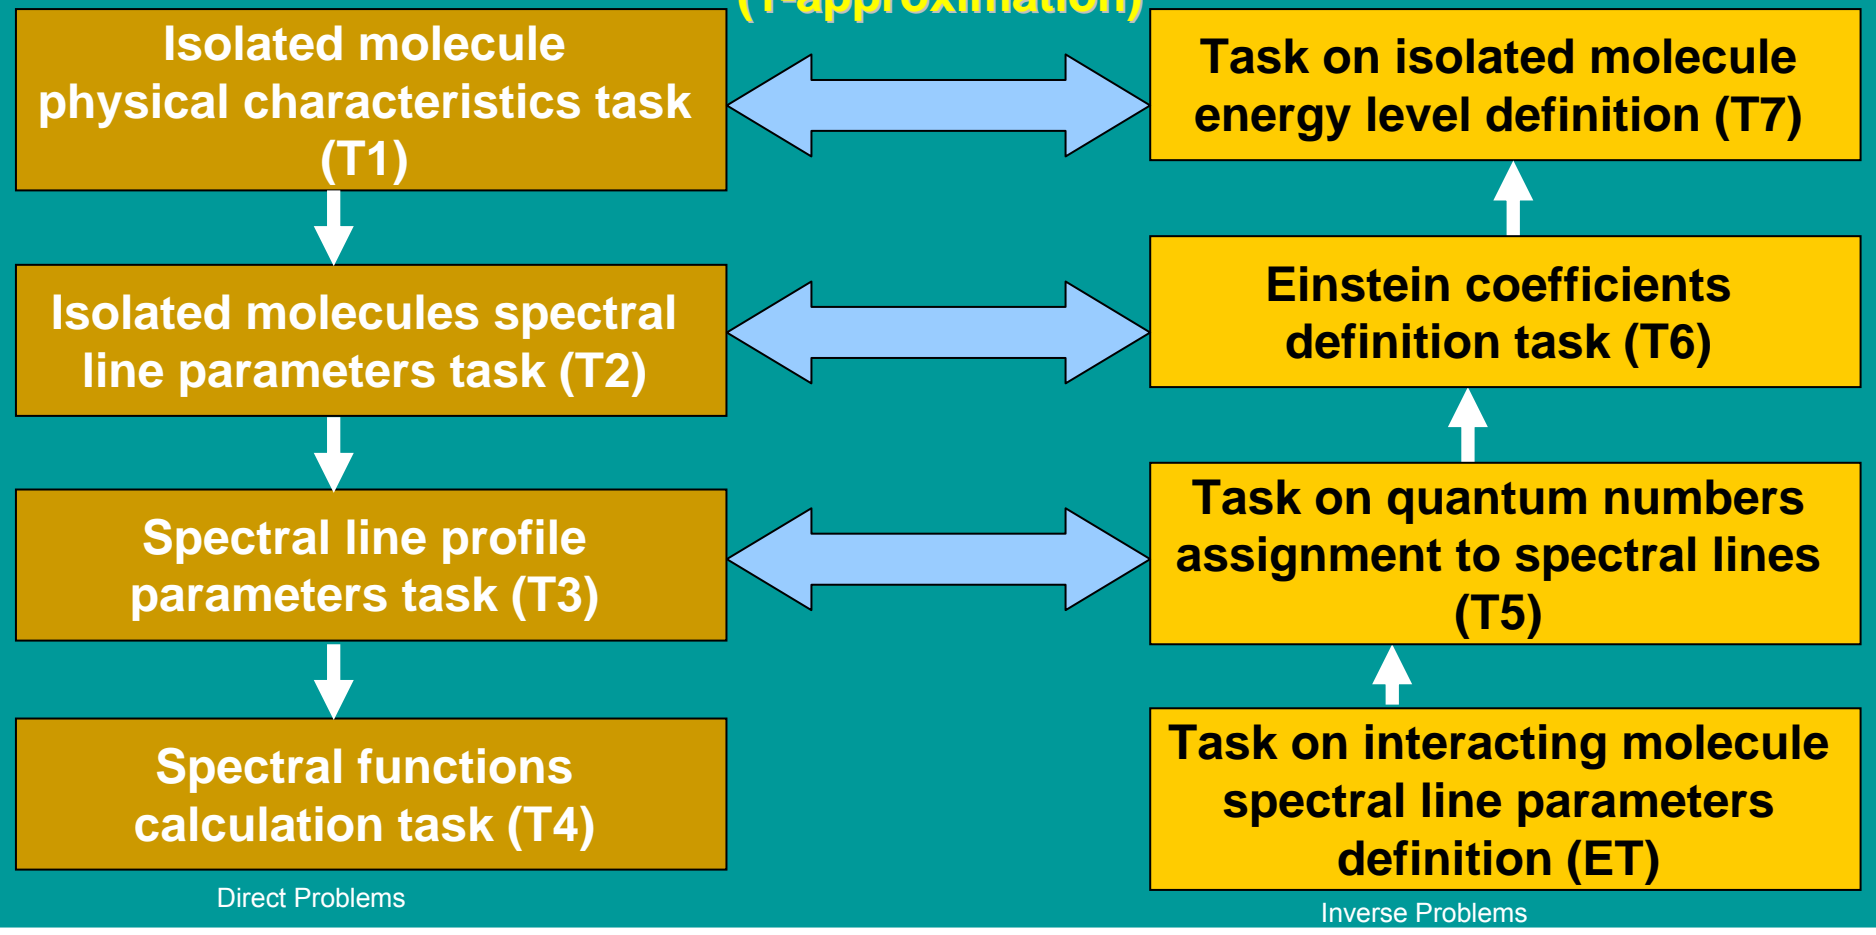 (1-approximation)
Isolated molecule
physical characteristics task
(T1)
Isolated molecules spectral
line parameters task (T2)
Spectral line profile
parameters task (T3)
Spectral functions
calculation task (T4)
Direct Problems
Task on isolated molecule
energy level definition (T7)
Einstein coefficients
definition task (T6)
Task on quantum numbers
assignment to spectral lines
(T5)
Task on interacting molecule
spectral line parameters
definition (ET)
Inverse Problems